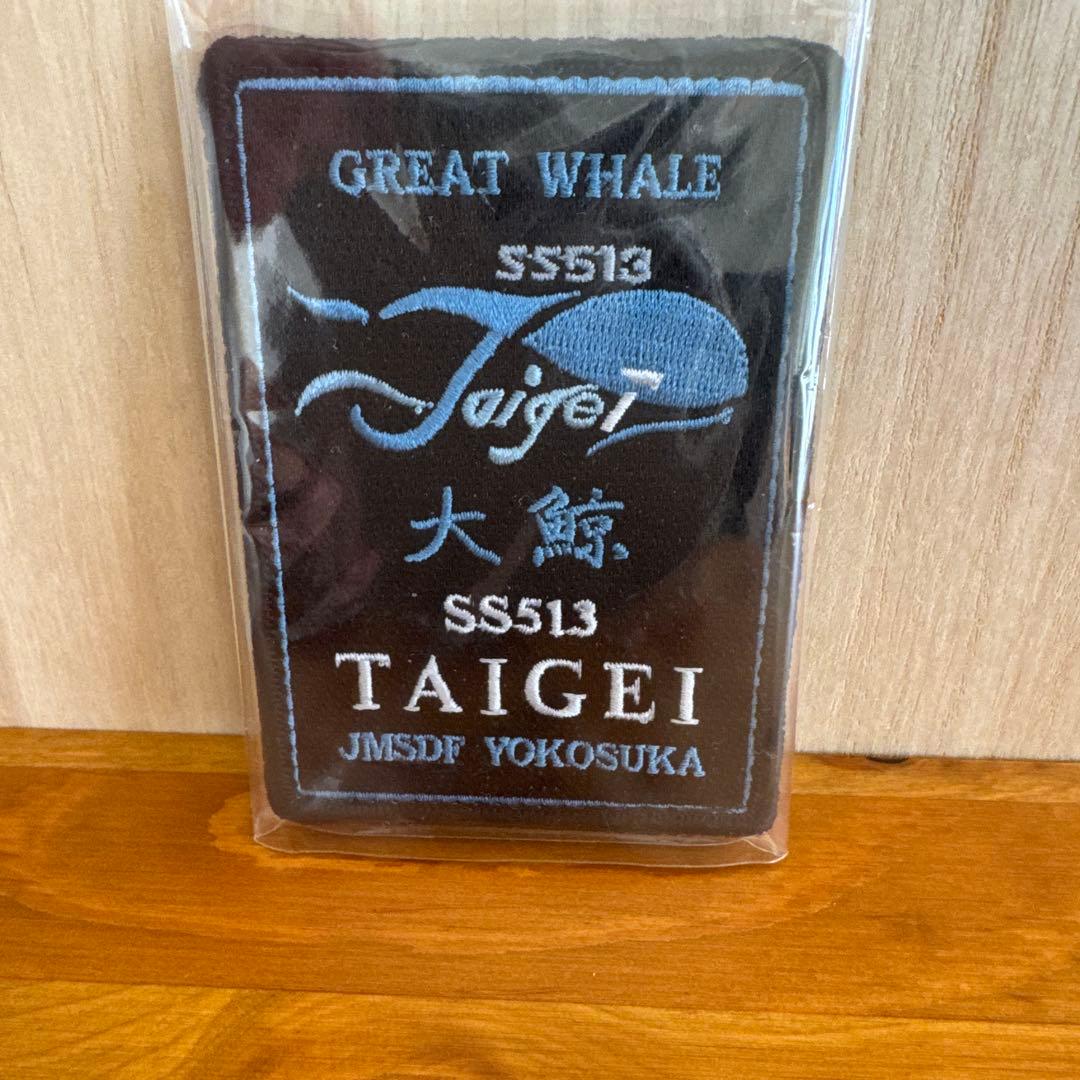 GREAT WHALE
SS513
Taigei
大鯨
SS513
TAIGEI
JMSDF YOKOSUKA